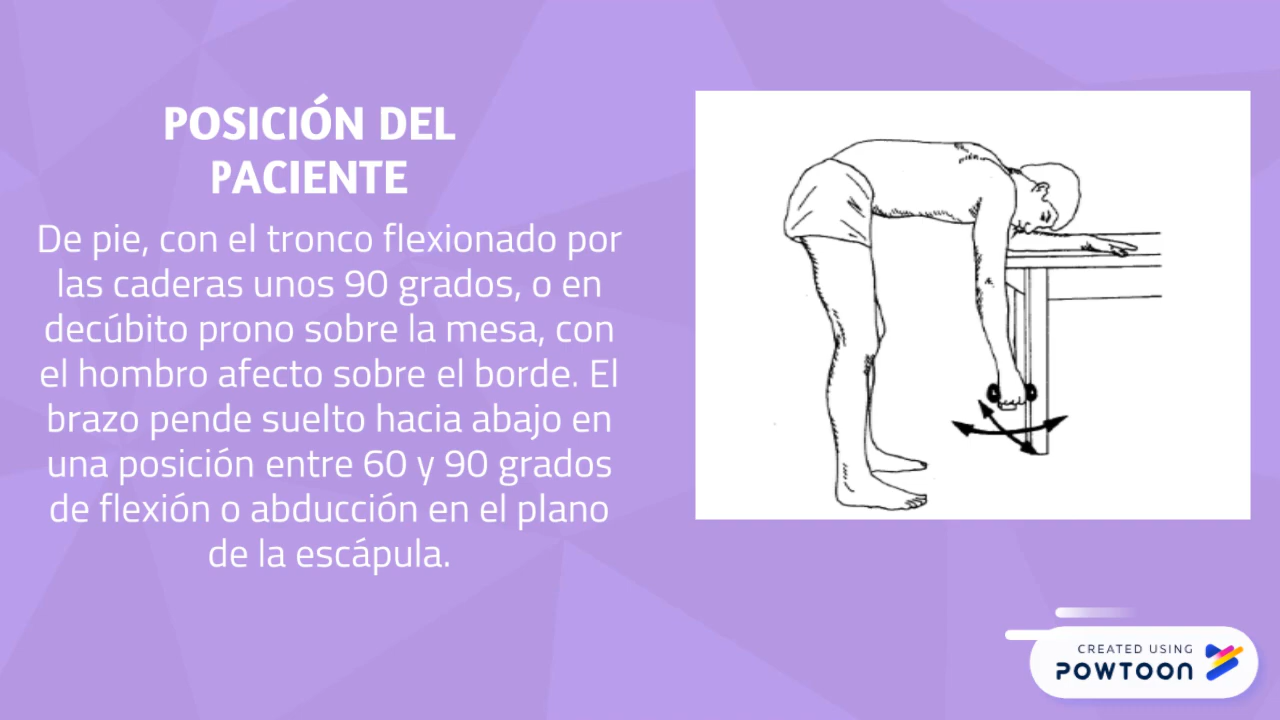 POSICIÓN DEL
PACIENTE
De pie, con el tronco flexionado por
las caderas unos 90 grados, o en
decúbito prono sobre la mesa, con
el hombro afecto sobre el borde. El
brazo pende suelto hacia abajo en
una posición entre 60 y 90 grados
de flexión o abducción en el plano
de la escápula.
CREATED USING
POWTOON